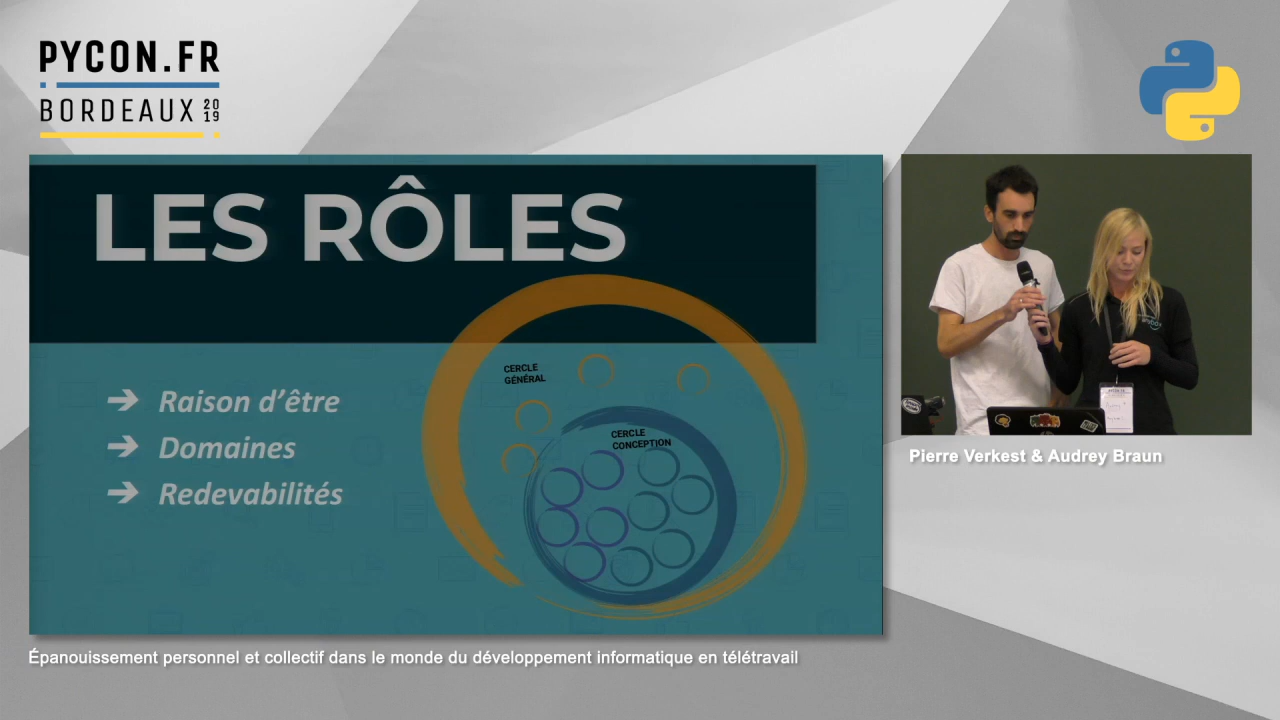 PYCON.FR
BORDEAUX 2019
LES RÔLES
CERCLE
GÉNÉRAL
CERCLE
CONCEPTION
➔ Raison d’être
➔ Domaines
➔ Redevabilités
Pierre Verkest & Audrey Braun
Épanouissement personnel et collectif dans le monde du développement informatique en télétravail